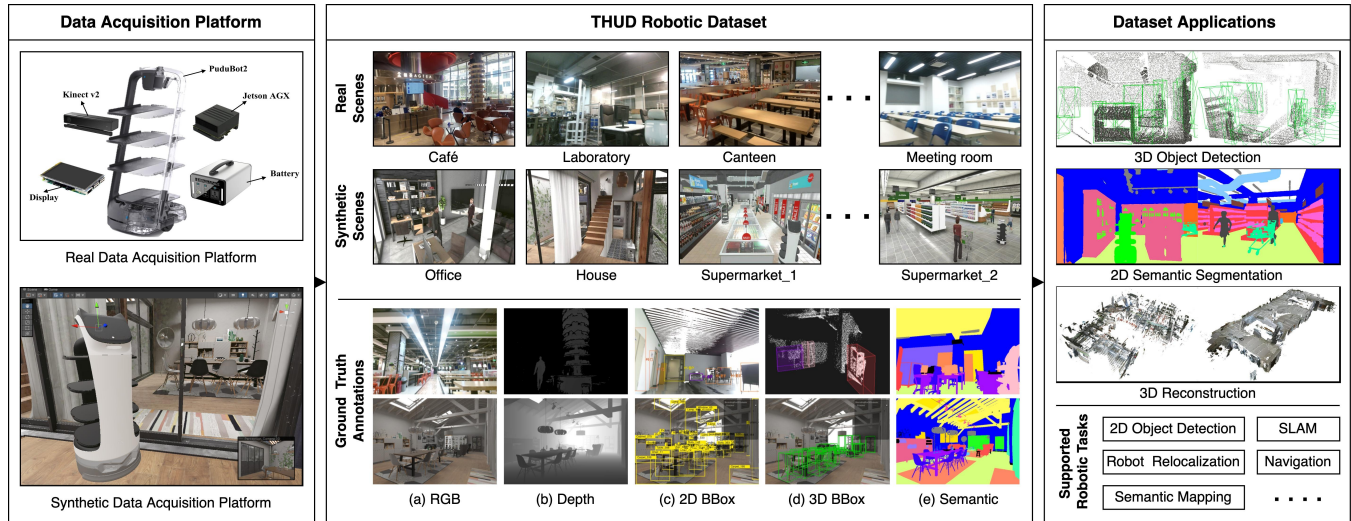 Data Acquisition Platform
PuduBot2
Kinect v2
Jetson AGX
Display
Battery
Real Data Acquisition Platform
Synthetic Data Acquisition Platform
THUD Robotic Dataset
Real
Scenes
Café
Laboratory
Canteen
Meeting room
Synthetic
Scenes
Office
House
Supermarket_1
Supermarket_2
Ground Truth
Annotations
(a) RGB
(b) Depth
(c) 2D BBox
(d) 3D BBox
(e) Semantic
Dataset Applications
3D Object Detection
2D Semantic Segmentation
3D Reconstruction
Supported
Robotic Tasks
2D Object Detection
SLAM
Robot Relocalization
Navigation
Semantic Mapping